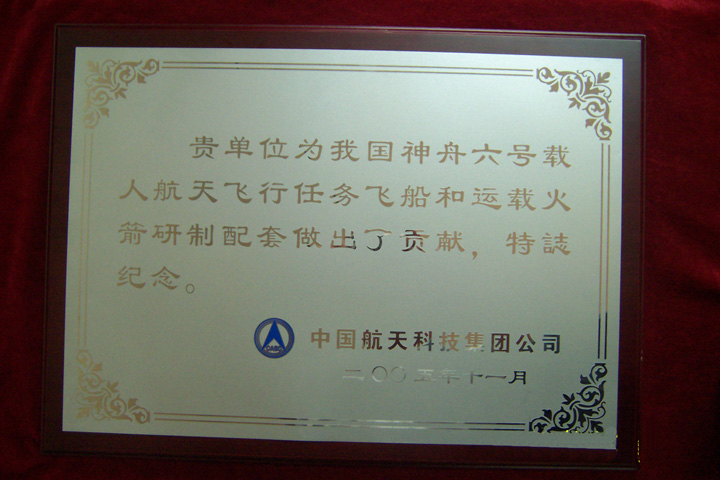 贵单位为我国神舟六号载
人航天飞行任务飞船和运载火
箭研制配套做出了贡献，特誌
纪念。
CASC
中国航天科技集团公司
二〇〇五年十一月